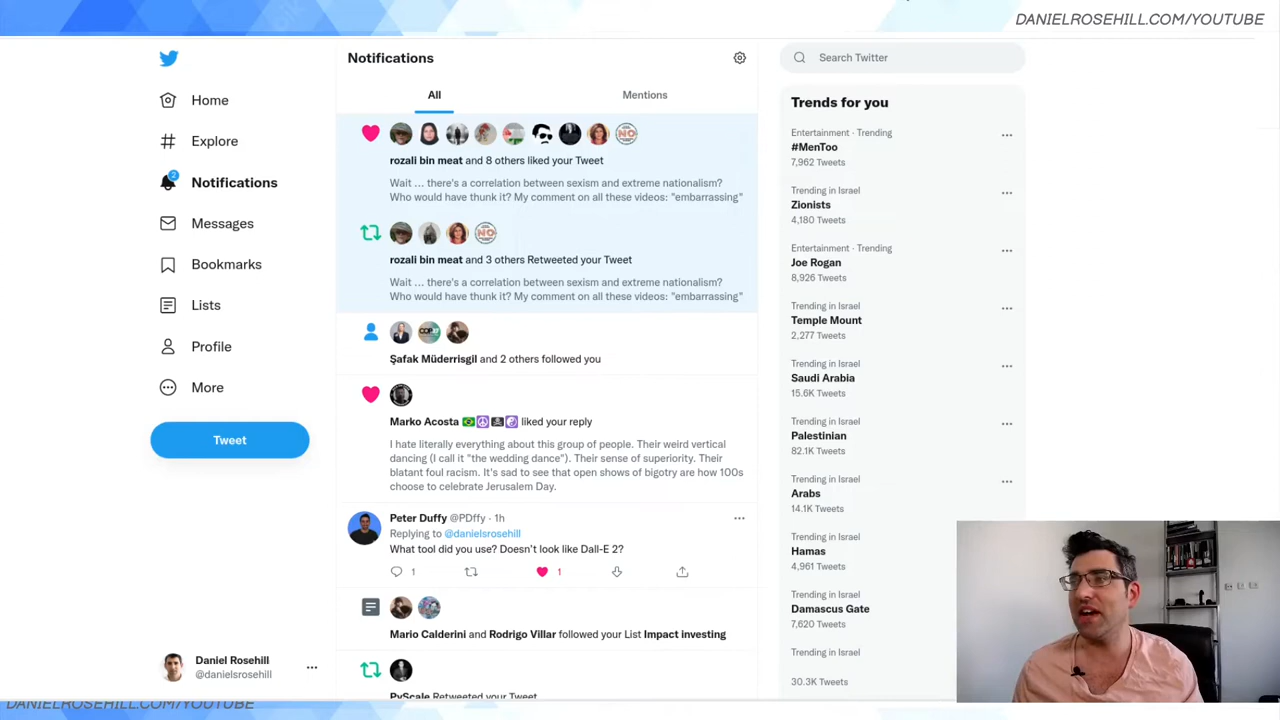 DANIELROSEHILL.COM/YOUTUBE
Home
Explore
2
Notifications
Messages
Bookmarks
Lists
Profile
More
Tweet
Daniel Rosehill
@danielsrosehill
Notifications
All
Mentions
rozali bin meat and 8 others liked your Tweet
Wait ... there's a correlation between sexism and extreme nationalism?
Who would have thunk it? My comment on all these videos: "embarrassing"
rozali bin meat and 3 others Retweeted your Tweet
Wait ... there's a correlation between sexism and extreme nationalism?
Who would have thunk it? My comment on all these videos: "embarrassing"
Şafak Müderrisgil and 2 others followed you
Marko Acosta liked your reply
I hate literally everything about this group of people. Their weird vertical
dancing (I call it "the wedding dance"). Their sense of superiority. Their
blatant foul racism. It's sad to see that open shows of bigotry are how 100s
choose to celebrate Jerusalem Day.
Peter Duffy @PDffy · 1h
Replying to @danielsrosehill
What tool did you use? Doesn't look like Dall-E 2?
1
1
Mario Calderini and Rodrigo Villar followed your List Impact investing
PyScale Retweeted your Tweet
Search Twitter
Trends for you
Entertainment · Trending
#MenToo
7,962 Tweets
Trending in Israel
Zionists
4,180 Tweets
Entertainment · Trending
Joe Rogan
8,926 Tweets
Trending in Israel
Temple Mount
2,277 Tweets
Trending in Israel
Saudi Arabia
15.6K Tweets
Trending in Israel
Palestinian
82.1K Tweets
Trending in Israel
Arabs
14.1K Tweets
Trending in Israel
Hamas
4,961 Tweets
Trending in Israel
Damascus Gate
7,620 Tweets
Trending in Israel
30.3K Tweets
DANIELROSEHILL.COM/YOUTUBE